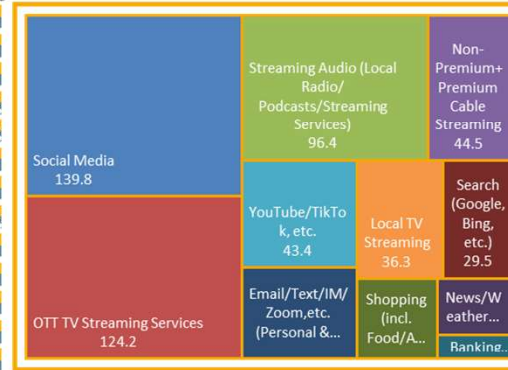 Social Media
139.8
OTT TV Streaming Services
124.2
Streaming Audio (Local
Radio/
Podcasts/Streaming
Services)
96.4
Non-
Premium+
Premium
Cable
Streaming
44.5
YouTube/TikTo
k, etc.
43.4
Local TV
Streaming
36.3
Search
(Google,
Bing,
etc.)
29.5
Email/Text/IM/
Zoom,etc.
(Personal &...
Shopping
(incl.
Food/A...
News/W
eather...
Banking...